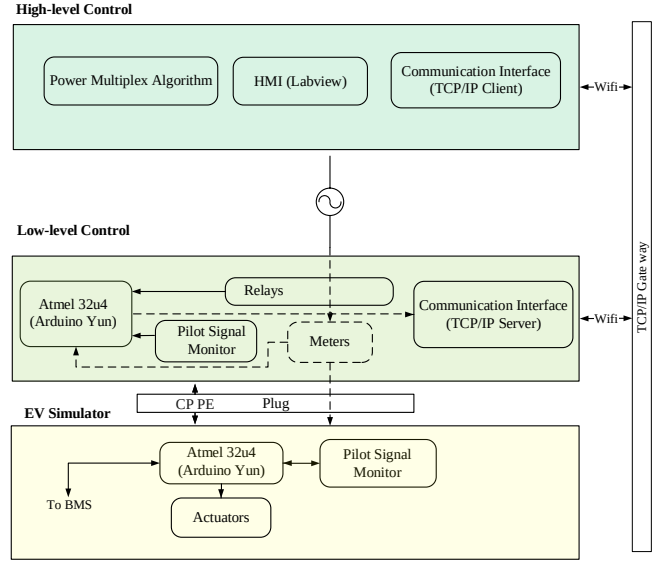 High-level Control
Power Multiplex Algorithm
HMI (Labview)
Communication Interface
(TCP/IP Client)
Wifi
Low-level Control
Atmel 32u4
(Arduino Yun)
Relays
Pilot Signal
Monitor
Meters
Communication Interface
(TCP/IP Server)
Wifi
TCP/IP Gate way
CP PE
Plug
EV Simulator
Atmel 32u4
(Arduino Yun)
Pilot Signal
Monitor
To BMS
Actuators